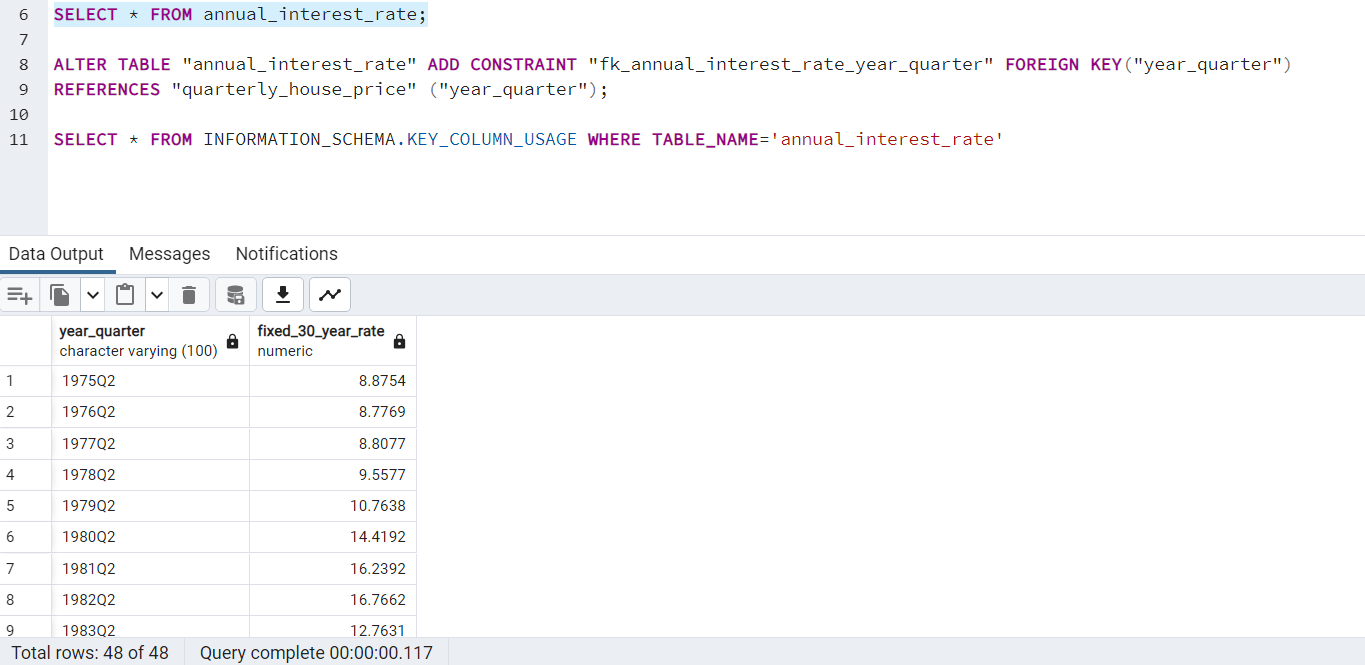 6 SELECT * FROM annual_interest_rate;
7
8 ALTER TABLE "annual_interest_rate" ADD CONSTRAINT "fk_annual_interest_rate_year_quarter" FOREIGN KEY("year_quarter")
9 REFERENCES "quarterly_house_price" ("year_quarter");
10
11 SELECT * FROM INFORMATION_SCHEMA.KEY_COLUMN_USAGE WHERE TABLE_NAME='annual_interest_rate'
Data Output Messages Notifications
year_quarter fixed_30_year_rate
character varying (100) numeric
1 1975Q2 8.8754
2 1976Q2 8.7769
3 1977Q2 8.8077
4 1978Q2 9.5577
5 1979Q2 10.7638
6 1980Q2 14.4192
7 1981Q2 16.2392
8 1982Q2 16.7662
9 1983Q2 12.7631
Total rows: 48 of 48 Query complete 00:00:00.117